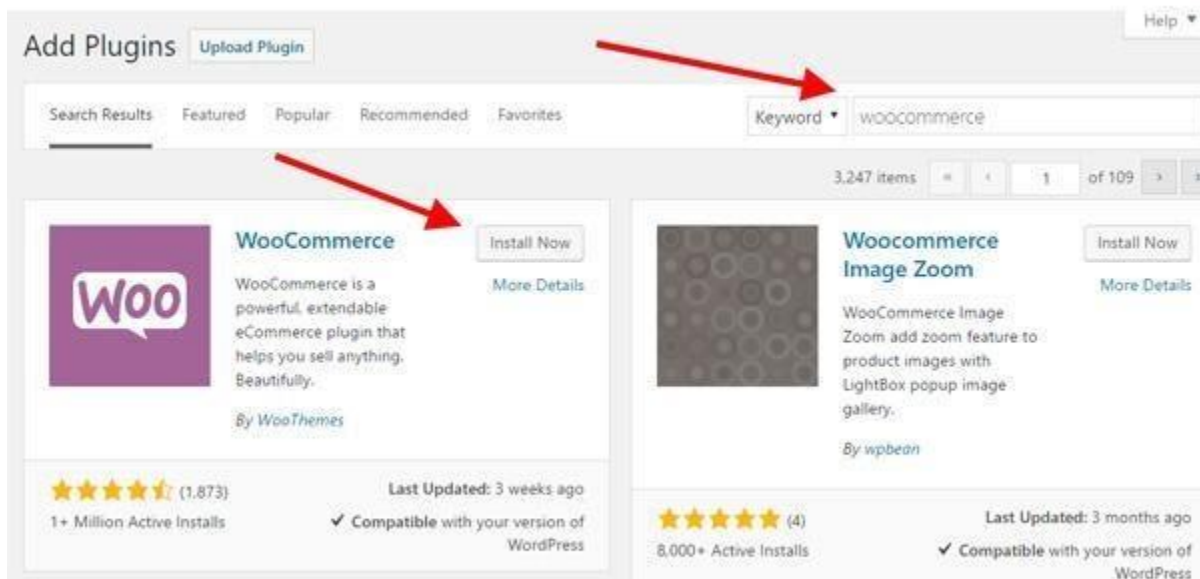 Help
Add Plugins Upload Plugin
Search Results Featured Popular Recommended Favorites Keyword woocommerce
3,247 items « ‹ 1 of 109 ›
WooCommerce
Install Now
More Details
WooCommerce is a
powerful, extendable
eCommerce plugin that
helps you sell anything.
Beautifully.
By WooThemes
WOO
(1,873)
1+ Million Active Installs
Last Updated: 3 weeks ago
✔ Compatible with your version of
WordPress
Woocommerce
Image Zoom
Install Now
More Details
WooCommerce Image
Zoom add zoom feature to
product images with
LightBox popup image
gallery.
By wpbean
(4)
8,000+ Active Installs
Last Updated: 3 months ago
✔ Compatible with your version of
WordPress